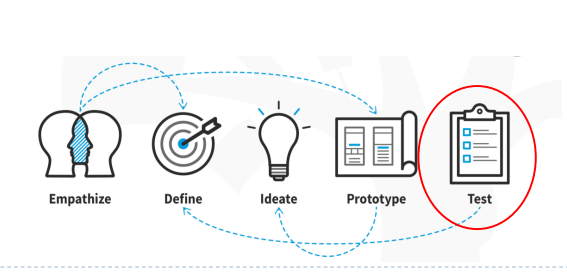 Empathize
Define
Ideate
Prototype
Test